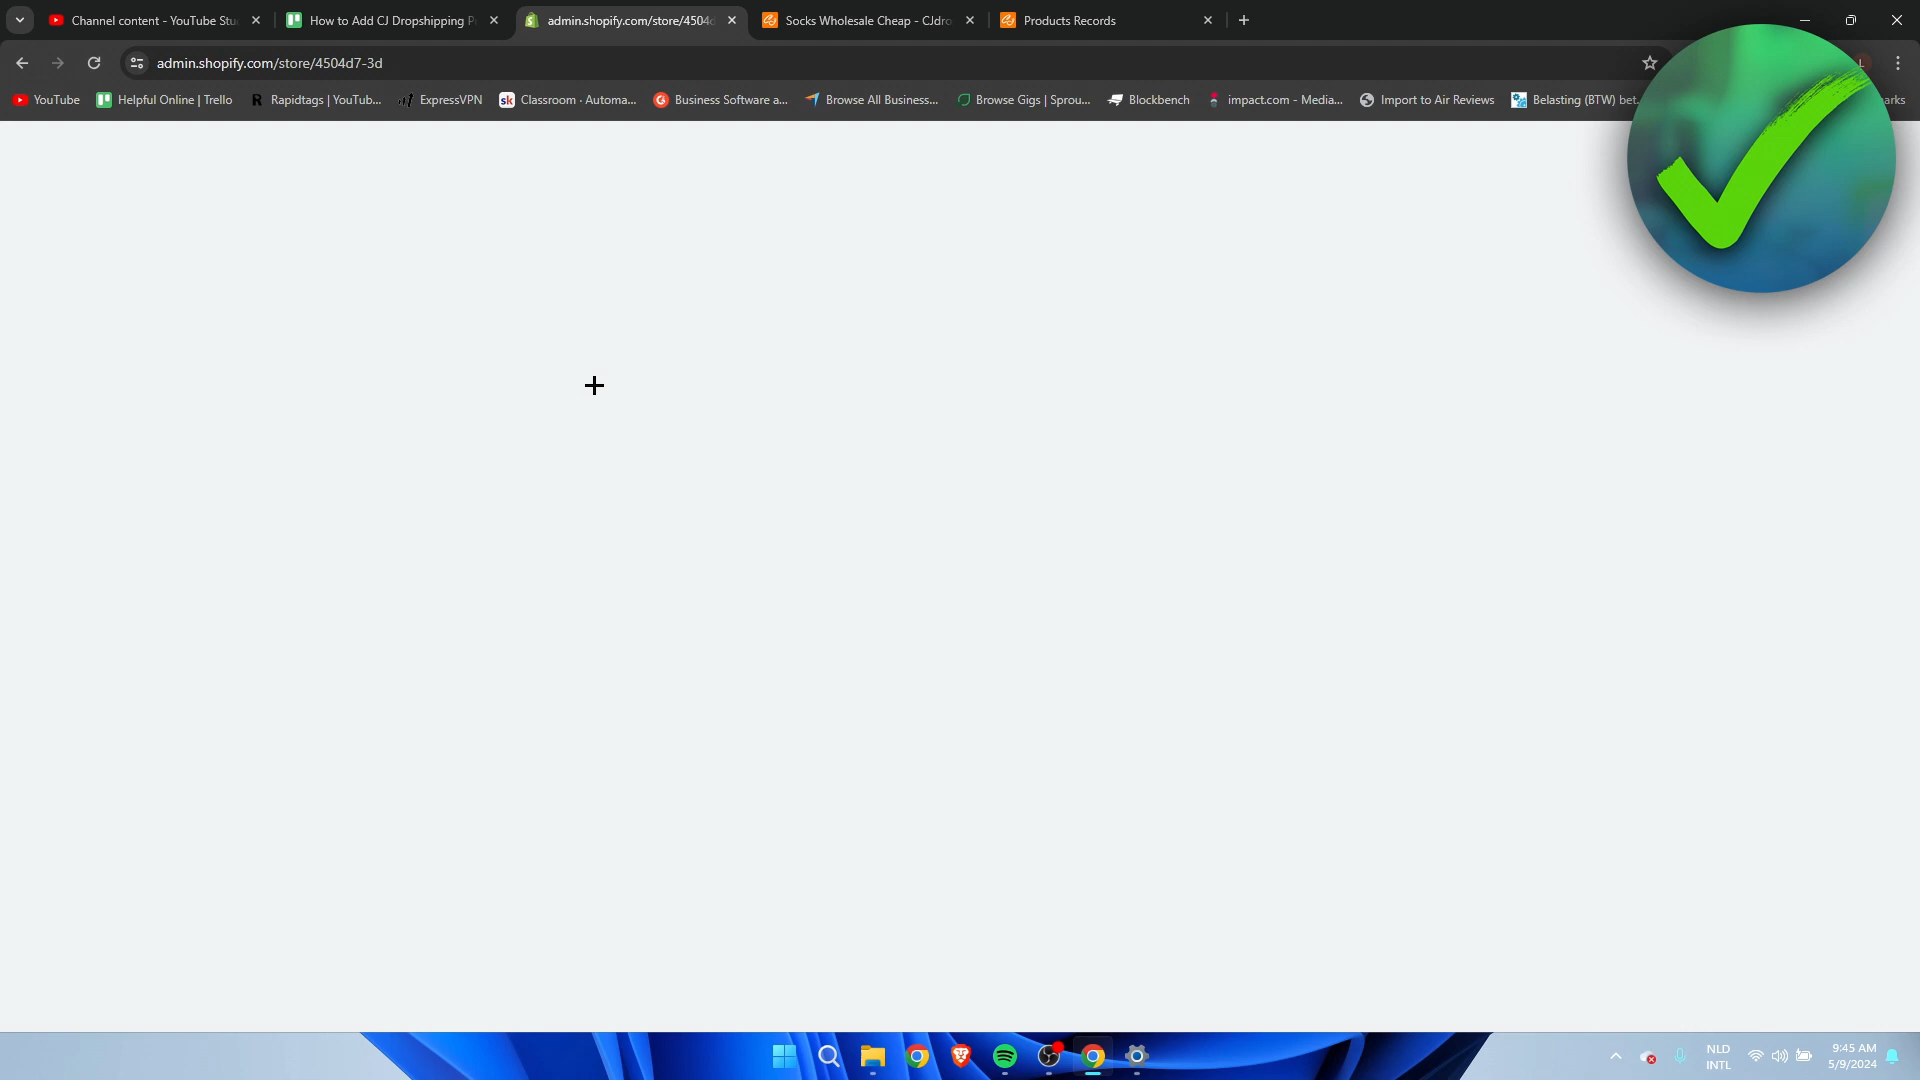 Channel content - YouTube Stu
How to Add CJ Dropshipping P
admin.shopify.com/store/4504d
Socks Wholesale Cheap - CJdro
Products Records
admin.shopify.com/store/4504d7-3d
YouTube
Helpful Online | Trello
Rapidtags | YouTub...
ExpressVPN
Classroom · Automa...
Business Software a...
Browse All Business...
Browse Gigs | Sprou...
Blockbench
impact.com - Media...
Import to Air Reviews
Belasting (BTW) bet..
arks
NLD
INTL
9:45 AM
5/9/2024